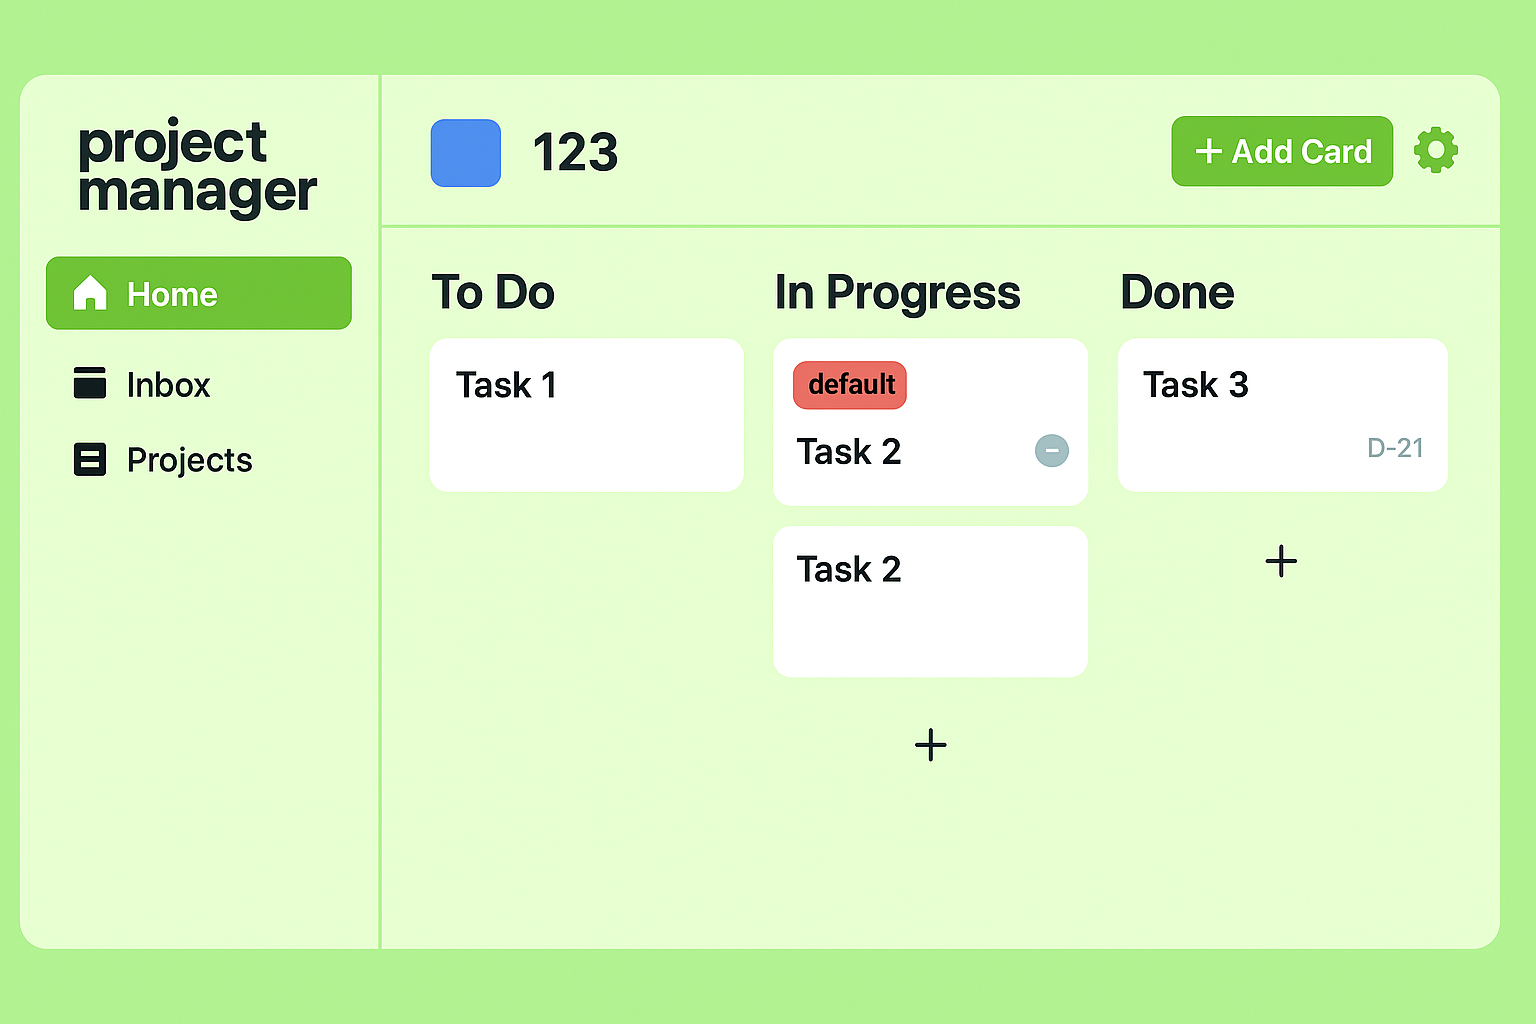 project
manager
Home
Inbox
Projects
123
+ Add Card
To Do
Task 1
In Progress
default
Task 2
Task 2
+
Done
Task 3
D-21
+